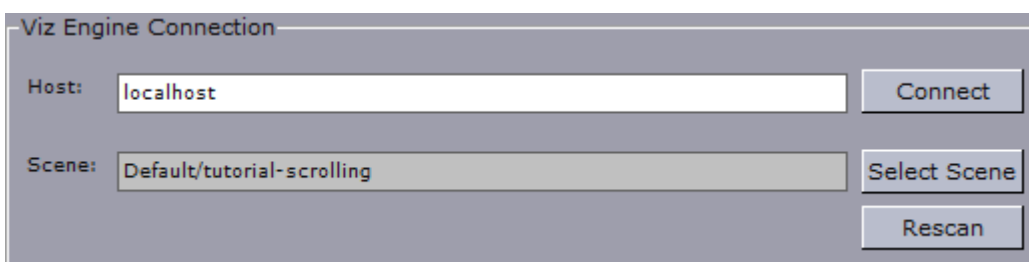 Viz Engine Connection
Host: localhost Connect
Scene: Default/tutorial-scrolling Select Scene
Rescan